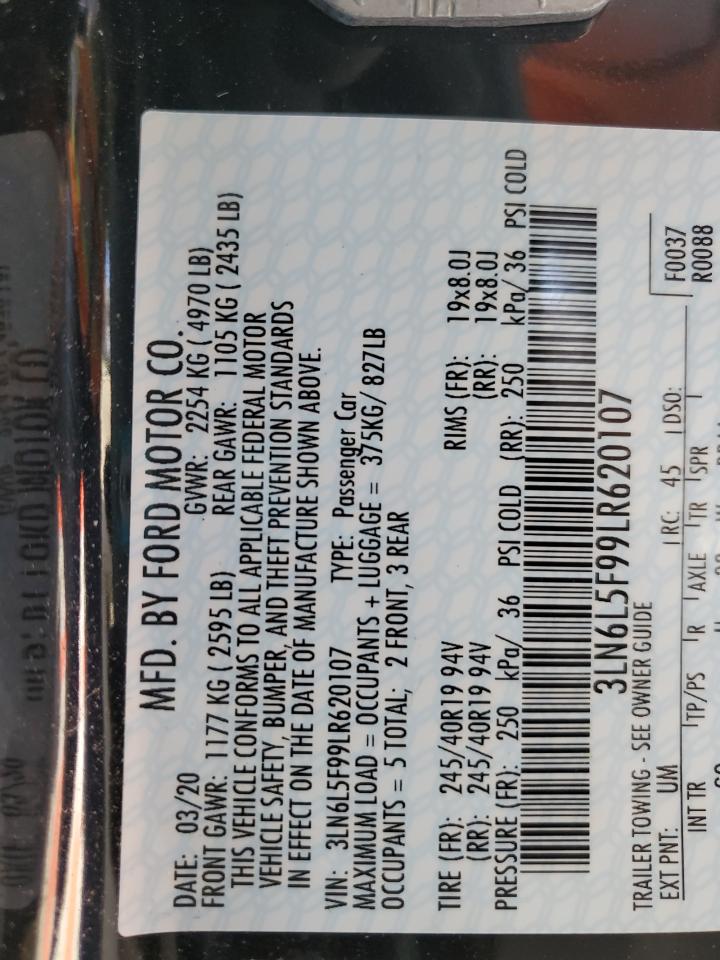 MFD. BY FORD MOTOR CO.
DATE: 03/20 GVWR: 2254 KG ( 4970 LB)
FRONT GAWR: 1177 KG ( 2595 LB) REAR GAWR: 1105 KG ( 2435 LB)
THIS VEHICLE CONFORMS TO ALL APPLICABLE FEDERAL MOTOR
VEHICLE SAFETY, BUMPER, AND THEFT PREVENTION STANDARDS
IN EFFECT ON THE DATE OF MANUFACTURE SHOWN ABOVE.
VIN: 3LN6L5F99LR620107 TYPE: Passenger Car
MAXIMUM LOAD = OCCUPANTS + LUGGAGE = 375KG/ 827LB
OCCUPANTS = 5 TOTAL; 2 FRONT, 3 REAR
TIRE (FR): 245/40R19 94V RIMS (FR): 19x8.0J
(RR): 245/40R19 94V (RR): 19x8.0J
PRESSURE (FR): 250 kPa/ 36 PSI COLD (RR): 250 kPa/ 36 PSI COLD
3LN6L5F99LR620107
TRAILER TOWING - SEE OWNER GUIDE F0037
EXT PNT: UM RC: 45 DSO: R0088
INT TR TP/PS R AXLE TR SPR